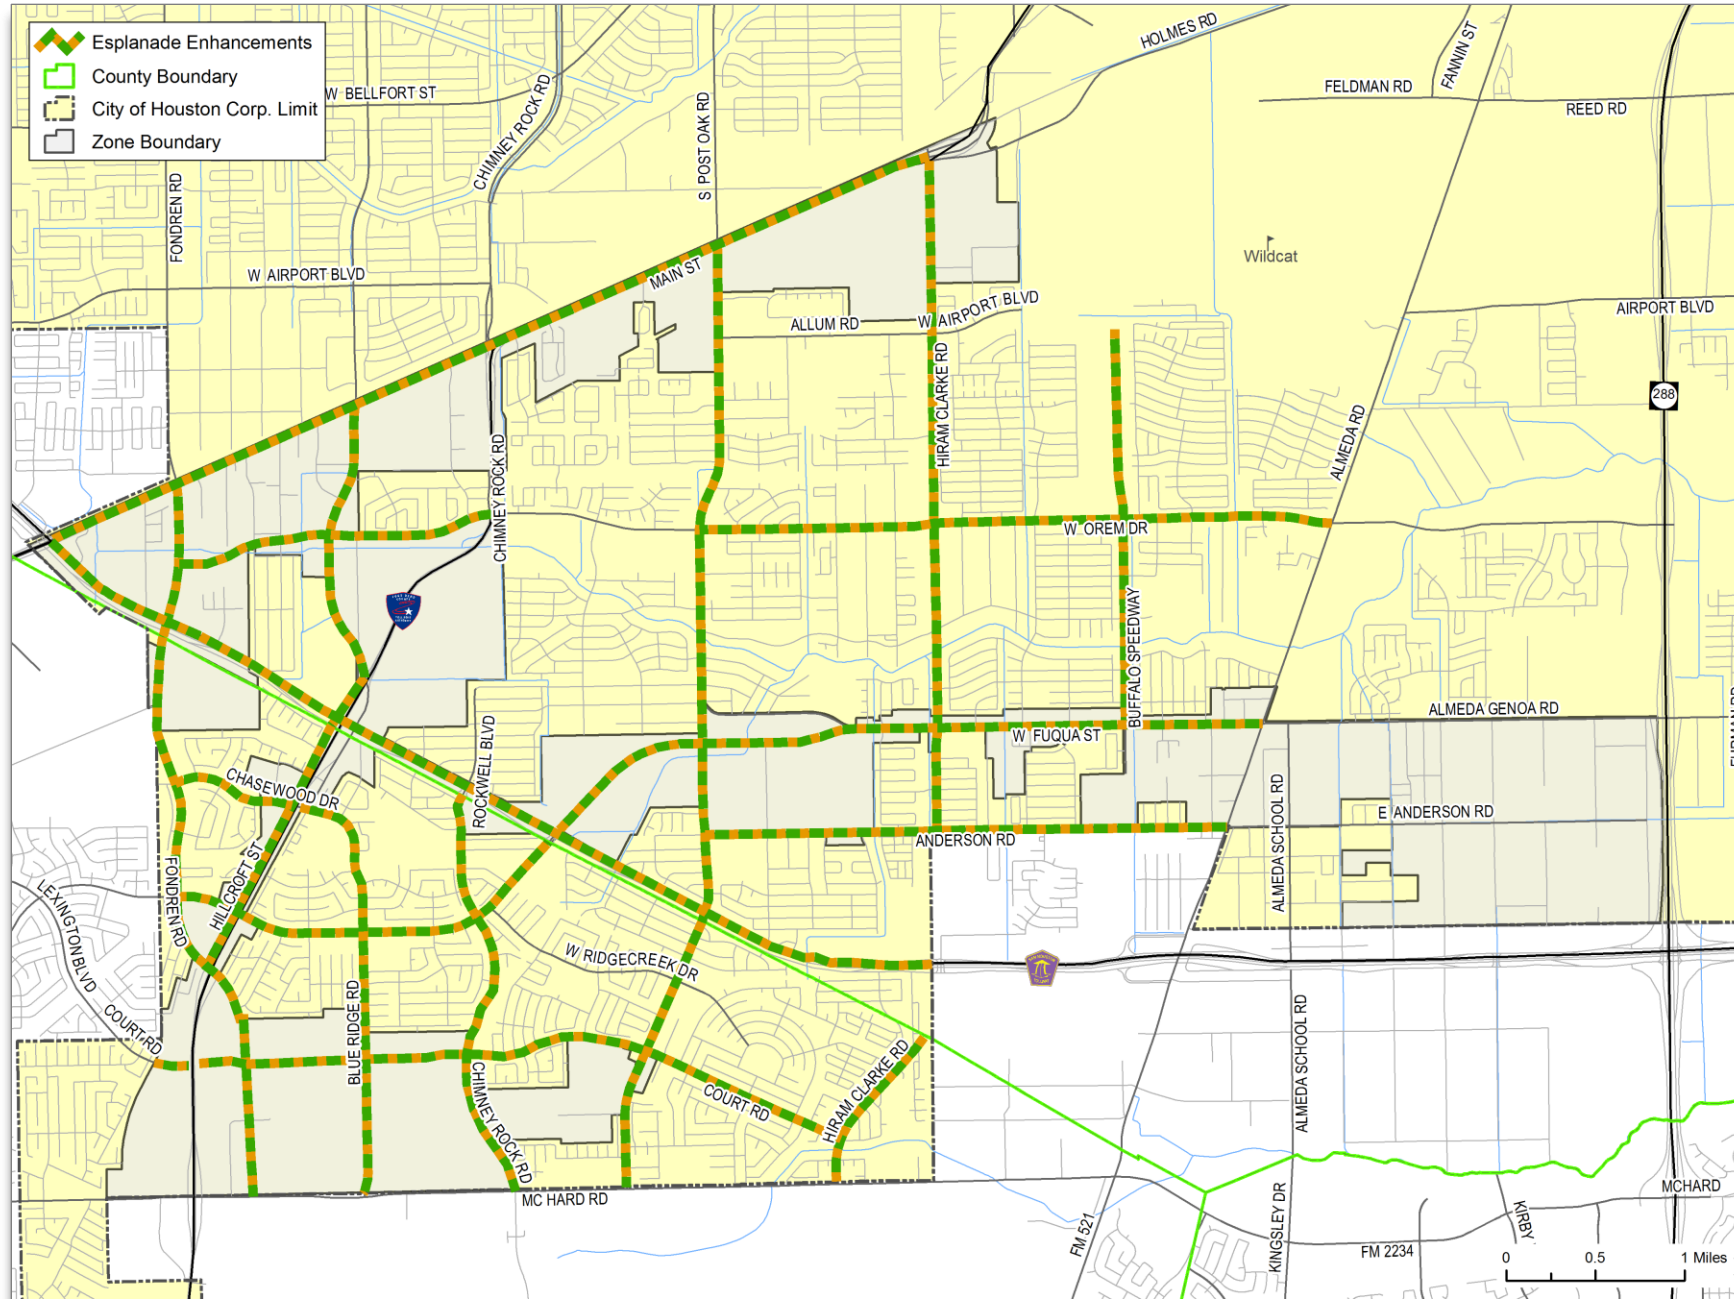 Esplanade Enhancements
County Boundary
City of Houston Corp. Limit
Zone Boundary
W BELLFORT ST
CHIMNEY ROCK RD
S POST OAK RD
HOLMES RD
FANNIN ST
FELDMAN RD
REED RD
FONDREN RD
W AIRPORT BLVD
MAIN ST
Wildcat
ALLUM RD
W AIRPORT BLVD
AIRPORT BLVD
HIRAM CLARKE RD
288
ALMEDA RD
CHIMNEY ROCK RD
W OREM DR
BUFFALO SPEEDWAY
ALMEDA GENOA RD
W FUQUA ST
ROCKWELL BLVD
CHASEWOOD DR
ALMEDA SCHOOL RD
E ANDERSON RD
ANDERSON RD
HILLCROFT ST
FONDREN RD
LEXINGTON BLVD
W RIDGECREEK DR
COURT RD
BLUE RIDGE RD
ALMEDA SCHOOL RD
CHIMNEY ROCK RD
COURT RD
HIRAM CLARKE RD
MC HARD RD
MCHARD
FM 521
KINGSLEY DR
KIRBY
FM 2234
0 0.5 1 Miles